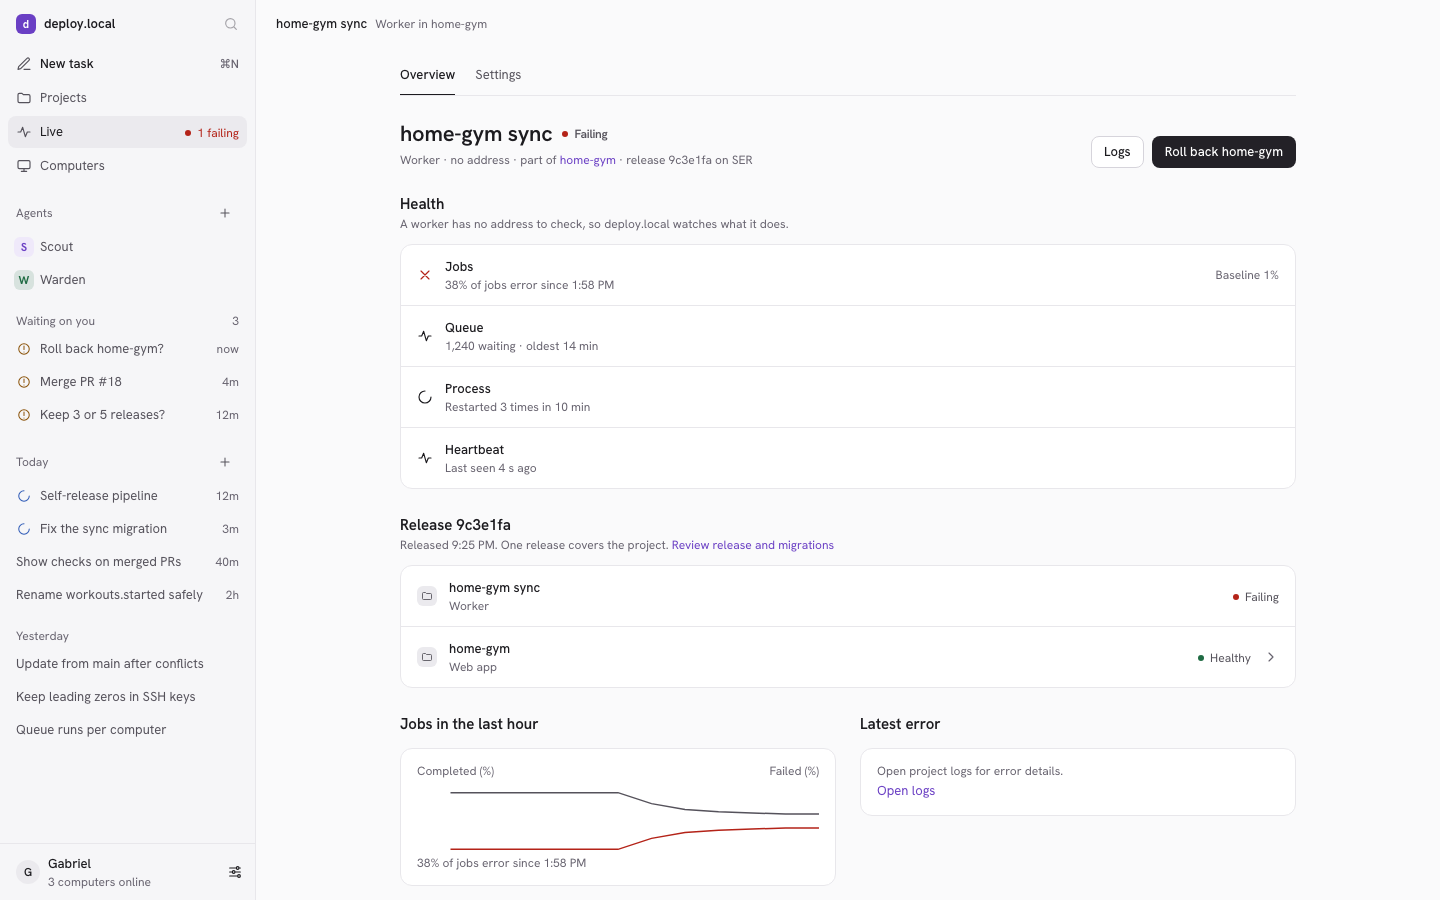 d deploy.local
New task ⌘N
Projects
Live 1 failing
Computers
Agents
S Scout
W Warden
Waiting on you 3
Roll back home-gym? now
Merge PR #18 4m
Keep 3 or 5 releases? 12m
Today
Self-release pipeline 12m
Fix the sync migration 3m
Show checks on merged PRs 40m
Rename workouts.started safely 2h
Yesterday
Update from main after conflicts
Keep leading zeros in SSH keys
Queue runs per computer
G Gabriel
3 computers online
home-gym sync Worker in home-gym
Overview Settings
home-gym sync Failing
Worker · no address · part of home-gym · release 9c3e1fa on SER
Logs Roll back home-gym
Health
A worker has no address to check, so deploy.local watches what it does.
Jobs
38% of jobs error since 1:58 PM
Baseline 1%
Queue
1,240 waiting · oldest 14 min
Process
Restarted 3 times in 10 min
Heartbeat
Last seen 4 s ago
Release 9c3e1fa
Released 9:25 PM. One release covers the project. Review release and migrations
home-gym sync
Worker
Failing
home-gym
Web app
Healthy
Jobs in the last hour
Completed (%) Failed (%)
38% of jobs error since 1:58 PM
Latest error
Open project logs for error details.
Open logs